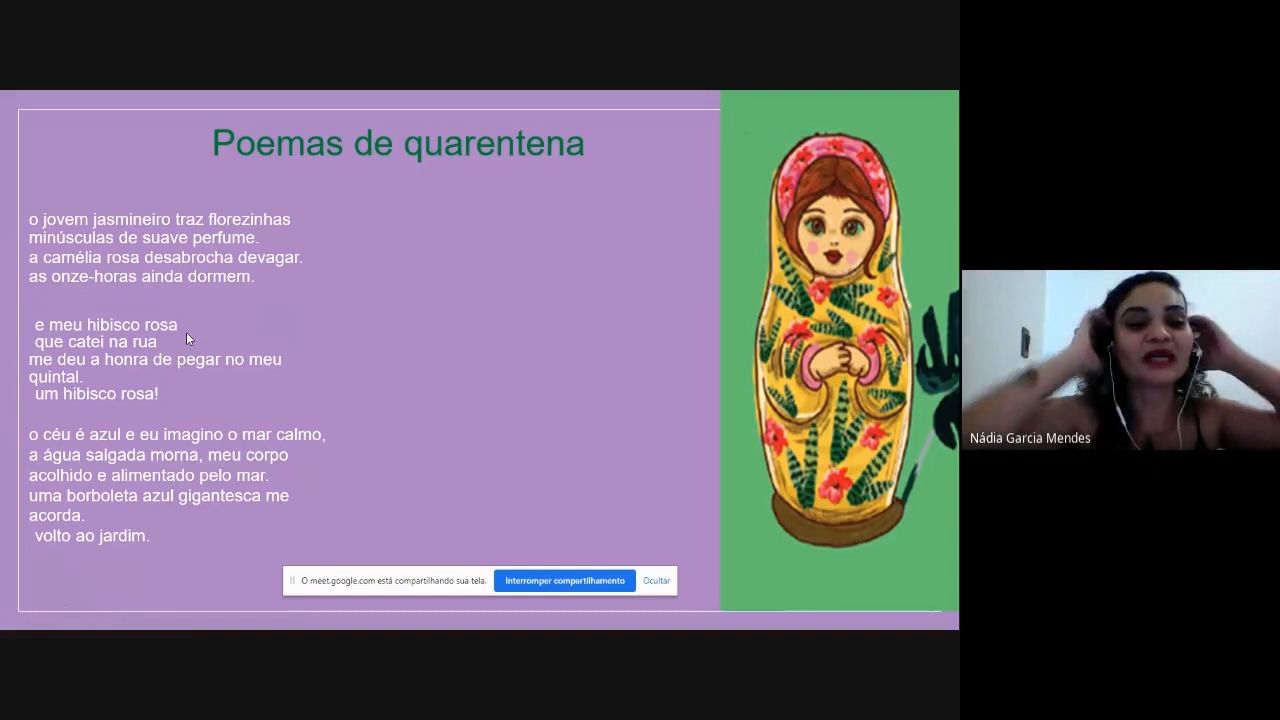 Poemas de quarentena
o jovem jasmineiro traz florezinhas
minúsculas de suave perfume.
a camélia rosa desabrocha devagar.
as onze-horas ainda dormem.
e meu hibisco rosa
que catei na rua
me deu a honra de pegar no meu
quintal.
um hibisco rosa!
o céu é azul e eu imagino o mar calmo,
a água salgada morna, meu corpo
acolhido e alimentado pelo mar.
uma borboleta azul gigantesca me
acorda.
volto ao jardim.
O meet.google.com está compartilhando sua tela.
Interromper compartilhamento
Ocultar
Nádia Garcia Mendes